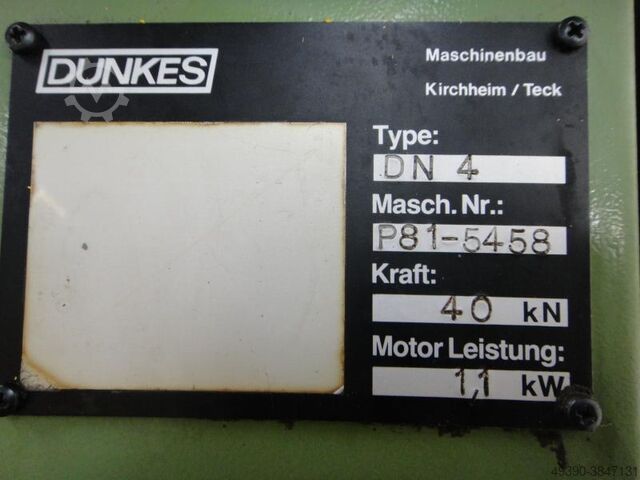 DUNKES
Maschinenbau
Kirchheim / Teck
Type:
DN 4
Masch. Nr.:
P81-5458
Kraft:
40 kN
Motor Leistung:
1,1 kW
49390-3847131